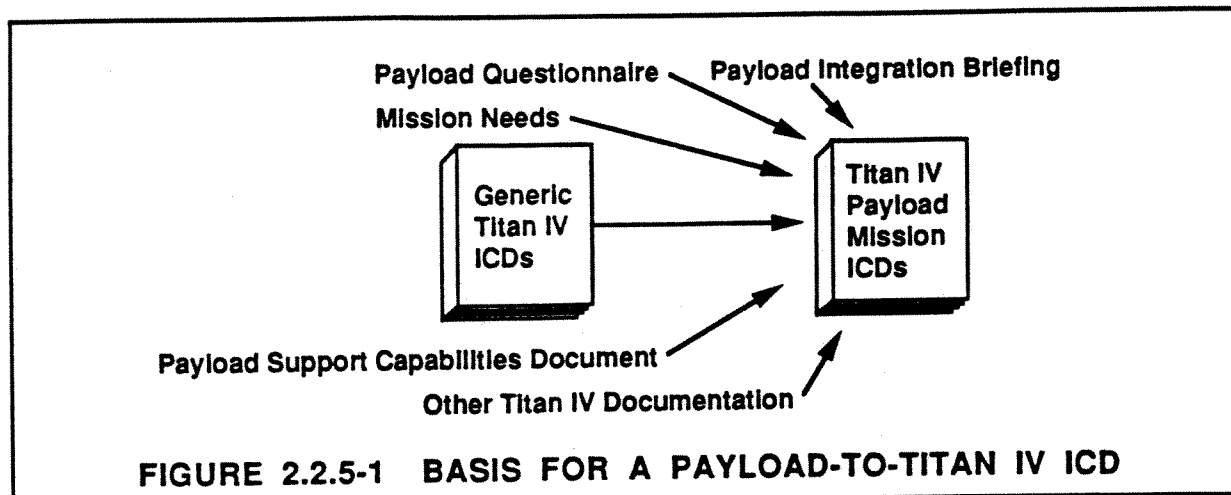 Payload Questionnaire
Payload Integration Briefing
Mission Needs
Generic
Titan IV
ICDs
Titan IV
Payload
Mission
ICDs
Payload Support Capabilities Document
Other Titan IV Documentation
FIGURE 2.2.5-1 BASIS FOR A PAYLOAD-TO-TITAN IV ICD